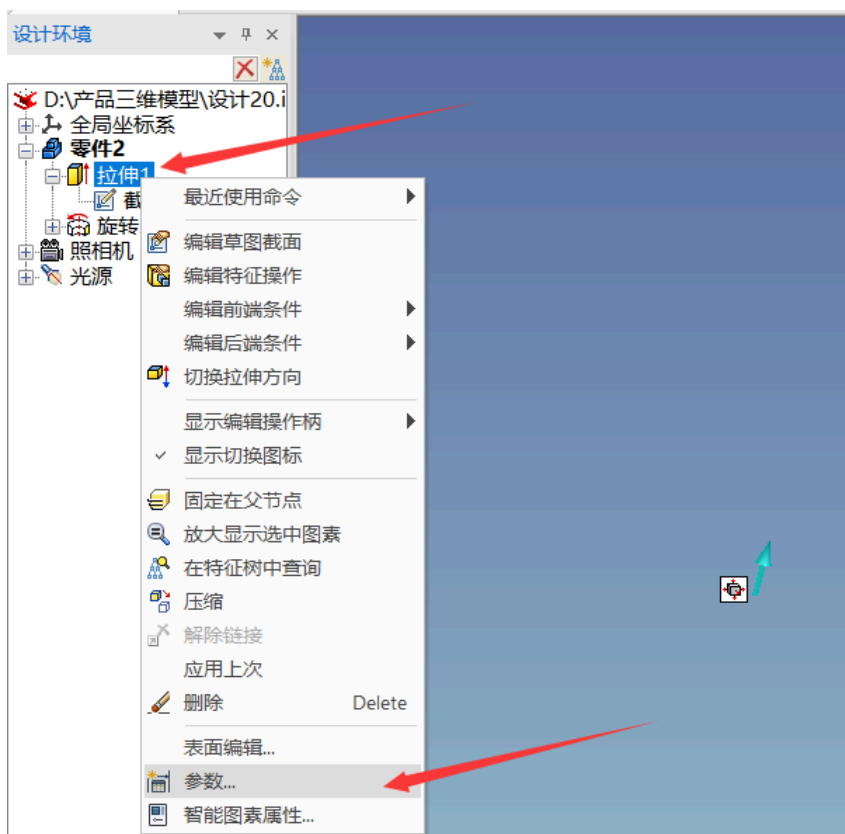 设计环境
D:\产品三维模型\设计20.i
全局坐标系
零件2
拉伸1
截
旋转
照相机
光源
最近使用命令
编辑草图截面
编辑特征操作
编辑前端条件
编辑后端条件
切换拉伸方向
显示编辑操作柄
显示切换图标
固定在父节点
放大显示选中图素
在特征树中查询
压缩
解除链接
应用上次
删除 Delete
表面编辑...
参数...
智能图素属性...